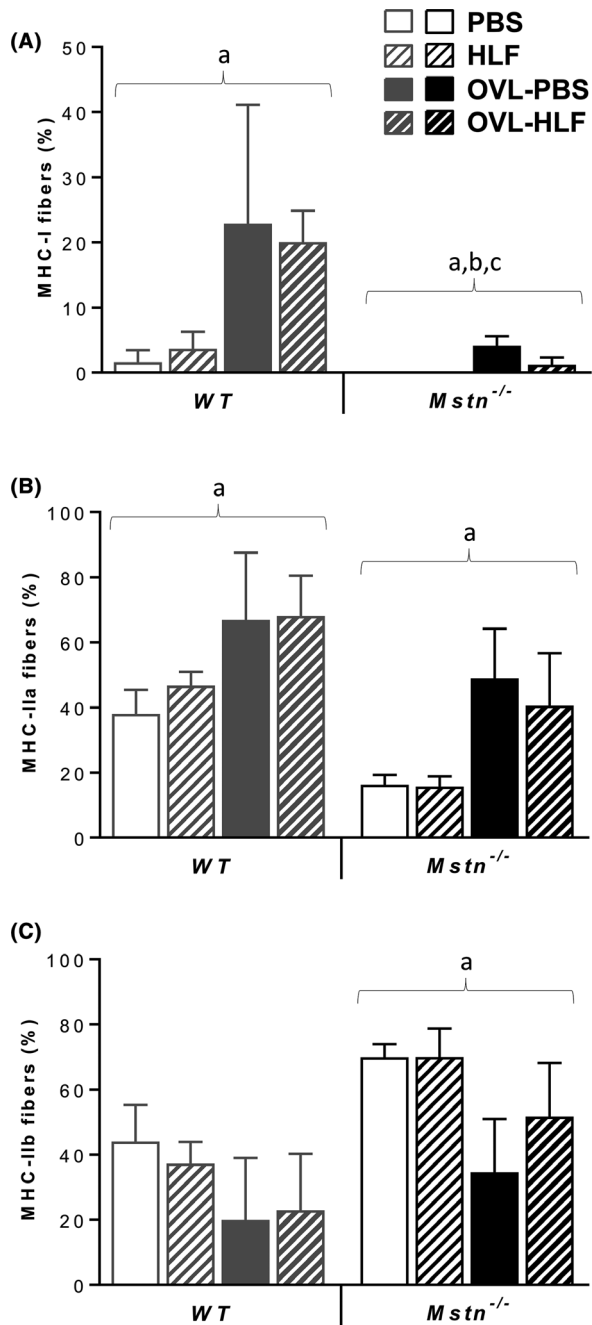 (A)
PBS
HLF
OVL-PBS
OVL-HLF
MHC-I fibers (%)
50
40
30
20
10
0
a
a,b,c
WT
Mstn-/-
(B)
MHC-IIa fibers (%)
100
80
60
40
20
0
a
a
WT
Mstn-/-
(C)
MHC-IIb fibers (%)
100
80
60
40
20
0
a
WT
Mstn-/-